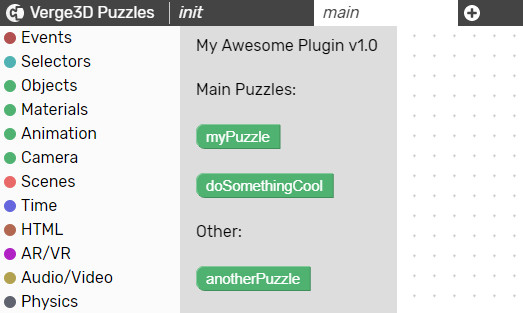 Verge3D Puzzles init main
Events
Selectors
Objects
Materials
Animation
Camera
Scenes
Time
HTML
AR/VR
Audio/Video
Physics
My Awesome Plugin v1.0
Main Puzzles:
myPuzzle
doSomethingCool
Other:
anotherPuzzle